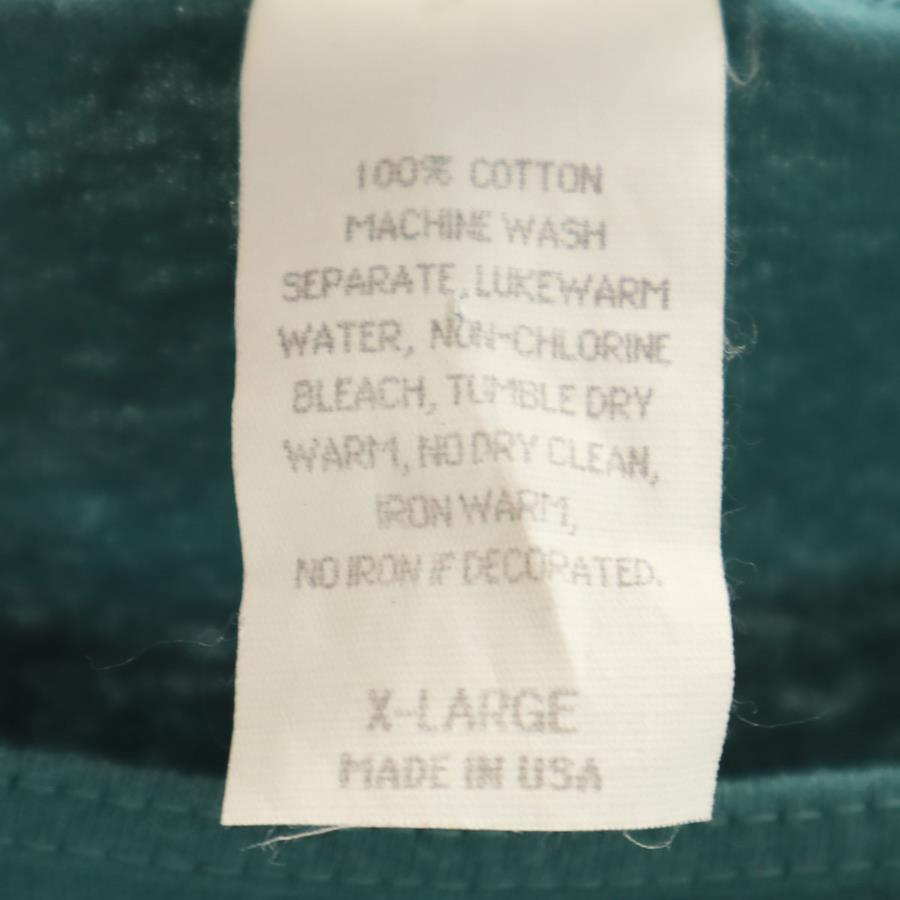 100% COTTON
MACHINE WASH
SEPARATE, LUKEWARM
WATER, NON-CHLORINE
BLEACH, TUMBLE DRY
WARM, NO DRY CLEAN,
IRON WARM,
NO IRON IF DECORATED.
X-LARGE
MADE IN USA